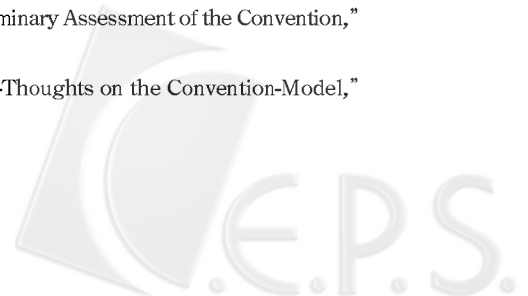 minary Assessment of the Convention,”
-Thoughts on the Convention-Model,”
C.E.P.S.